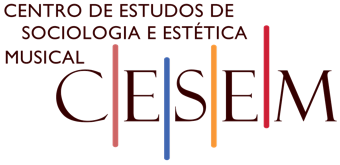 CENTRO DE ESTUDOS DE
SOCIOLOGIA E ESTÉTICA
MUSICAL
CESEM